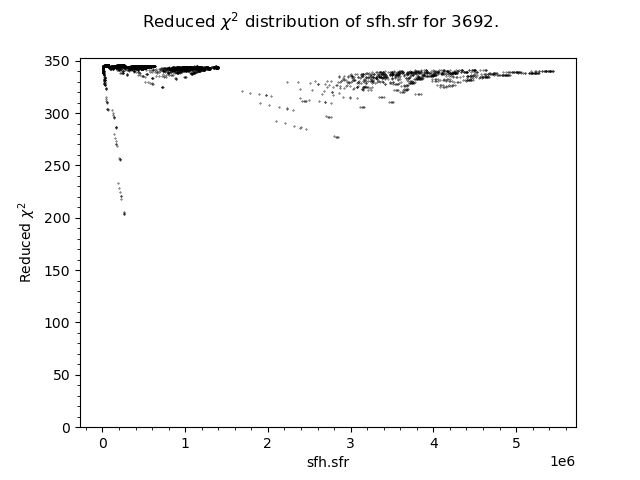 Reduced χ² distribution of sfh.sfr for 3692.
350
300
250
200
150
100
50
0
Reduced χ²
0 1 2 3 4 5
1e6
sfh.sfr